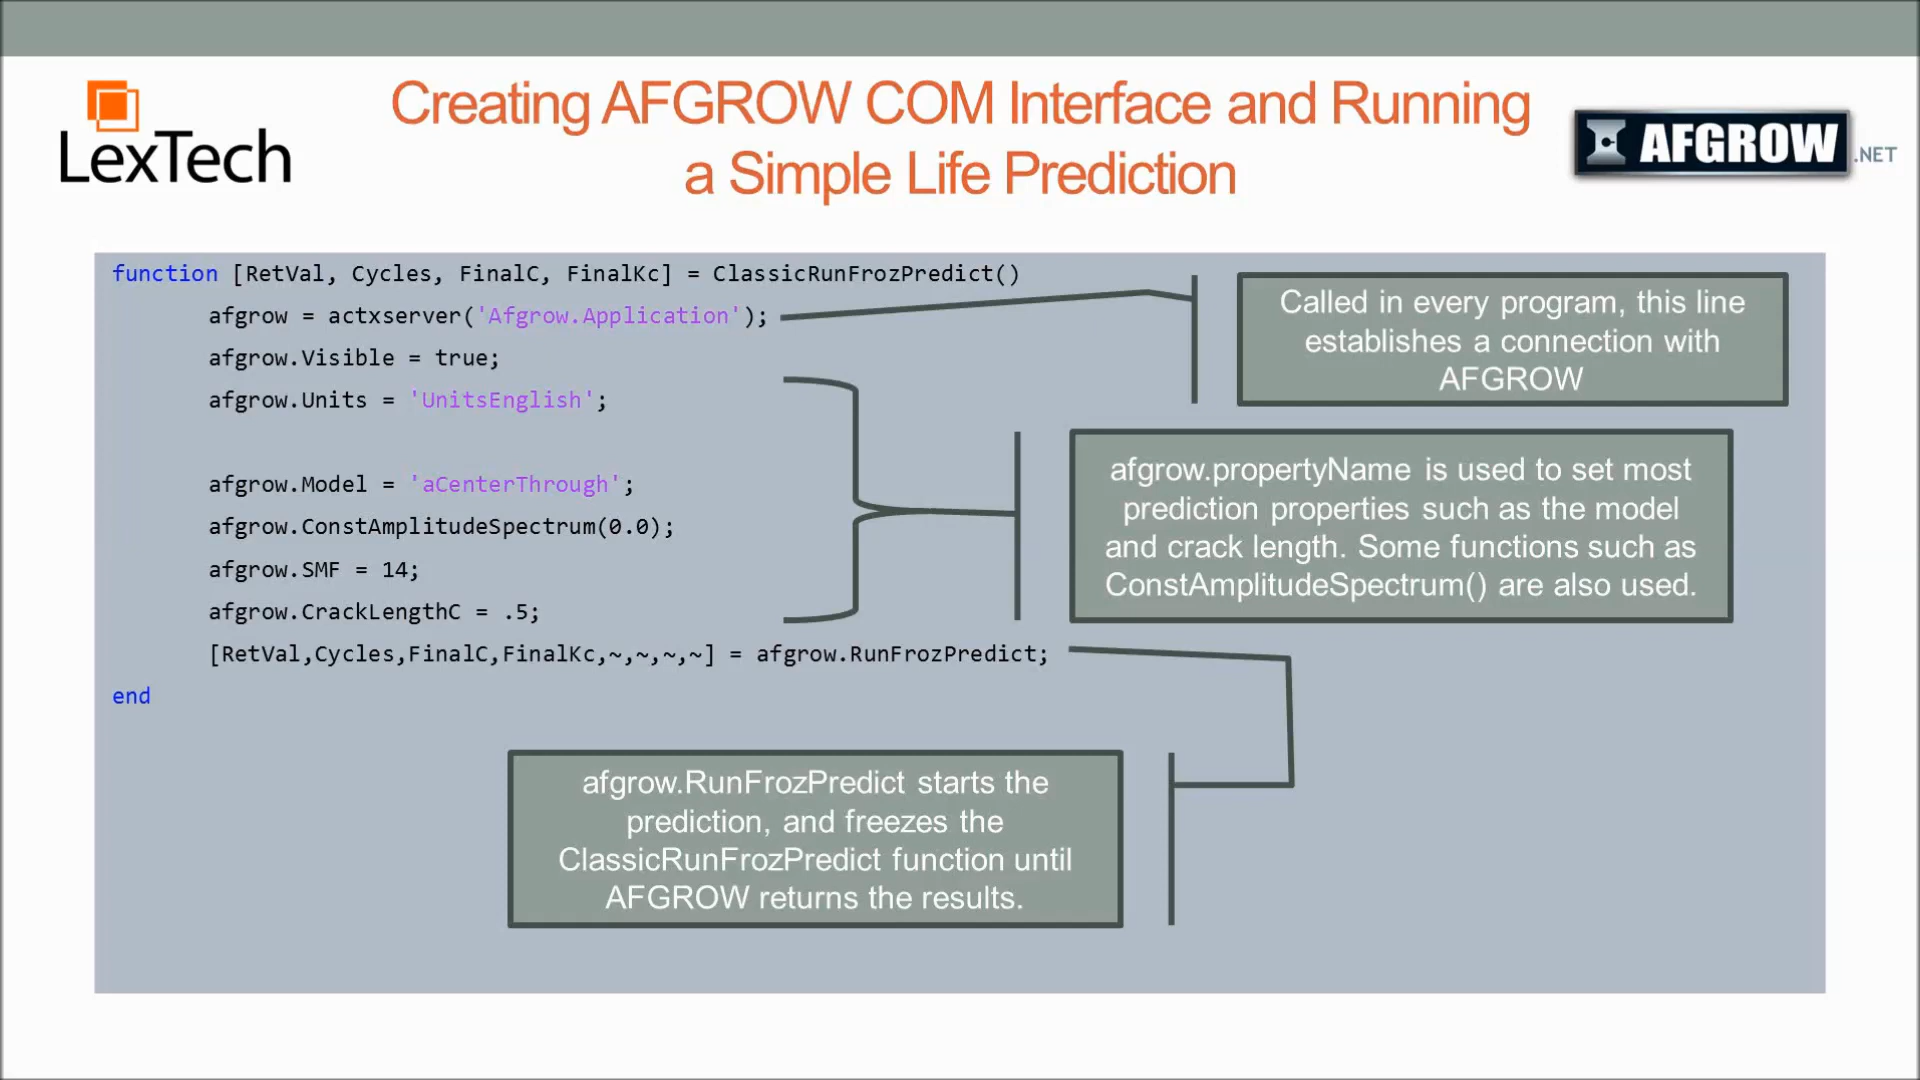 LexTech
Creating AFGROW COM Interface and Running
a Simple Life Prediction
AFGROW
.NET
function [RetVal, Cycles, FinalC, FinalKc] = ClassicRunFrozPredict()
afgrow = actxserver('Afgrow.Application');
afgrow.Visible = true;
afgrow.Units = 'UnitsEnglish';
afgrow.Model = 'aCenterThrough';
afgrow.ConstAmplitudeSpectrum(0.0);
afgrow.SMF = 14;
afgrow.CrackLengthC = .5;
[RetVal,Cycles,FinalC,FinalKc,~,~,~,~] = afgrow.RunFrozPredict;
end
Called in every program, this line
establishes a connection with
AFGROW
afgrow.propertyName is used to set most
prediction properties such as the model
and crack length. Some functions such as
ConstAmplitudeSpectrum() are also used.
afgrow.RunFrozPredict starts the
prediction, and freezes the
ClassicRunFrozPredict function until
AFGROW returns the results.